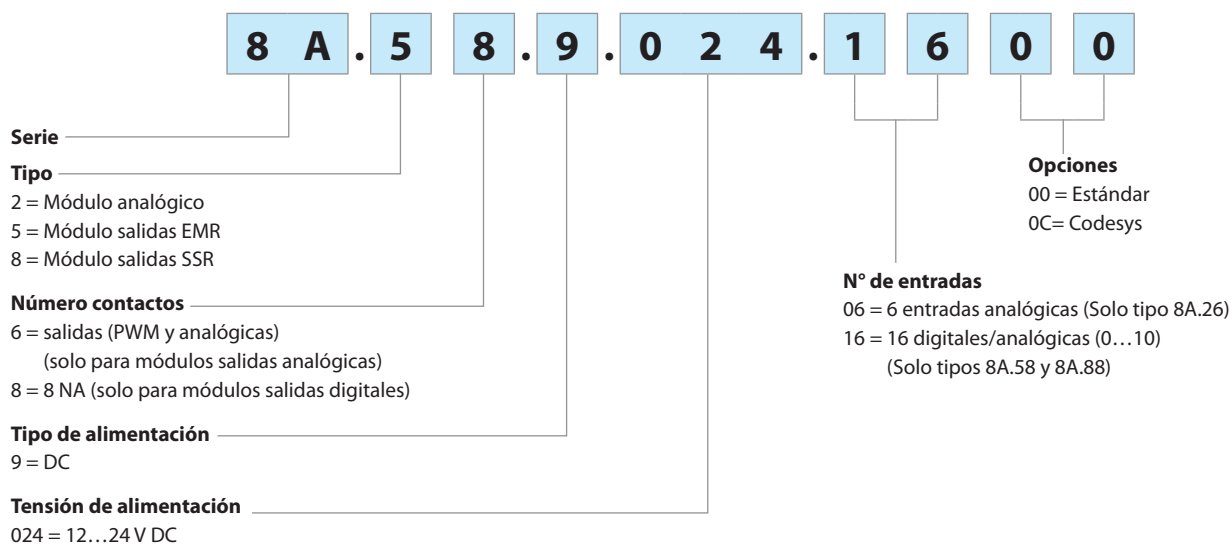 8 A . 5 8 . 9 . 0 2 4 . 1 6 0 0
Serie
Tipo
2 = Módulo analógico
5 = Módulo salidas EMR
8 = Módulo salidas SSR
Número contactos
6 = salidas (PWM y analógicas)
(solo para módulos salidas analógicas)
8 = 8 NA (solo para módulos salidas digitales)
Tipo de alimentación
9 = DC
Tensión de alimentación
024 = 12…24 V DC
Opciones
00 = Estándar
0C= Codesys
N° de entradas
06 = 6 entradas analógicas (Solo tipo 8A.26)
16 = 16 digitales/analógicas (0…10)
(Solo tipos 8A.58 y 8A.88)